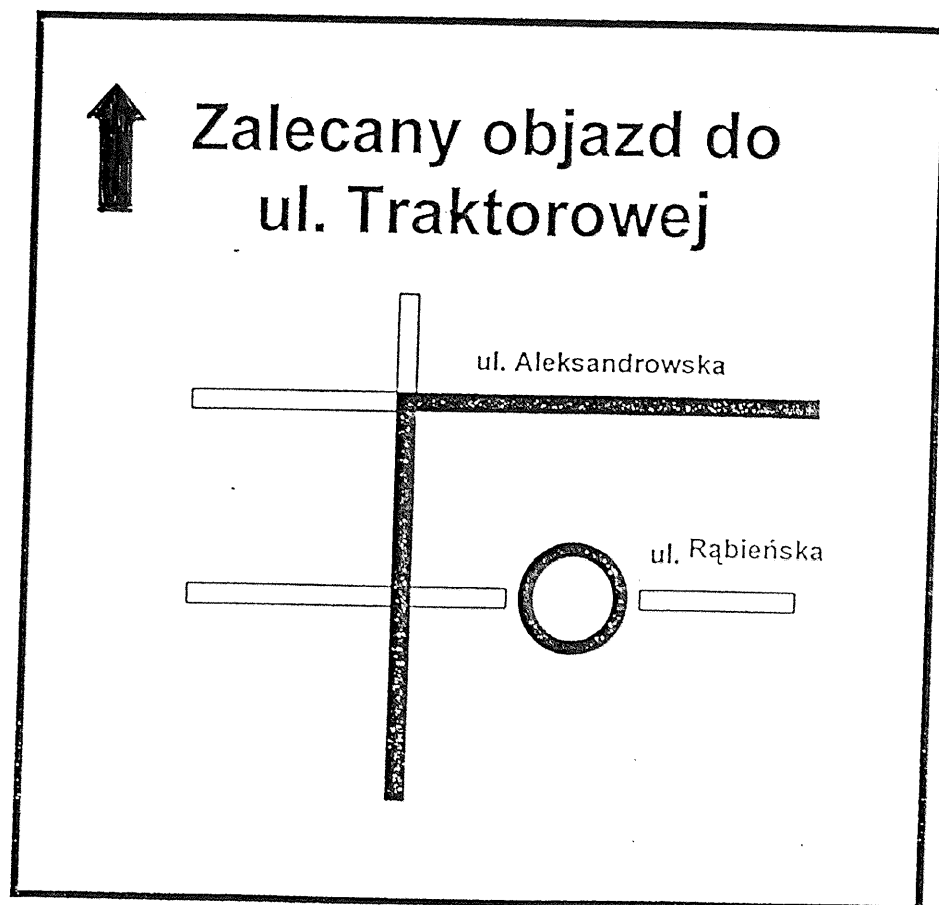 Zalecany objazd do
ul. Traktorowej
ul. Aleksandrowska
ul. Rąbieńska